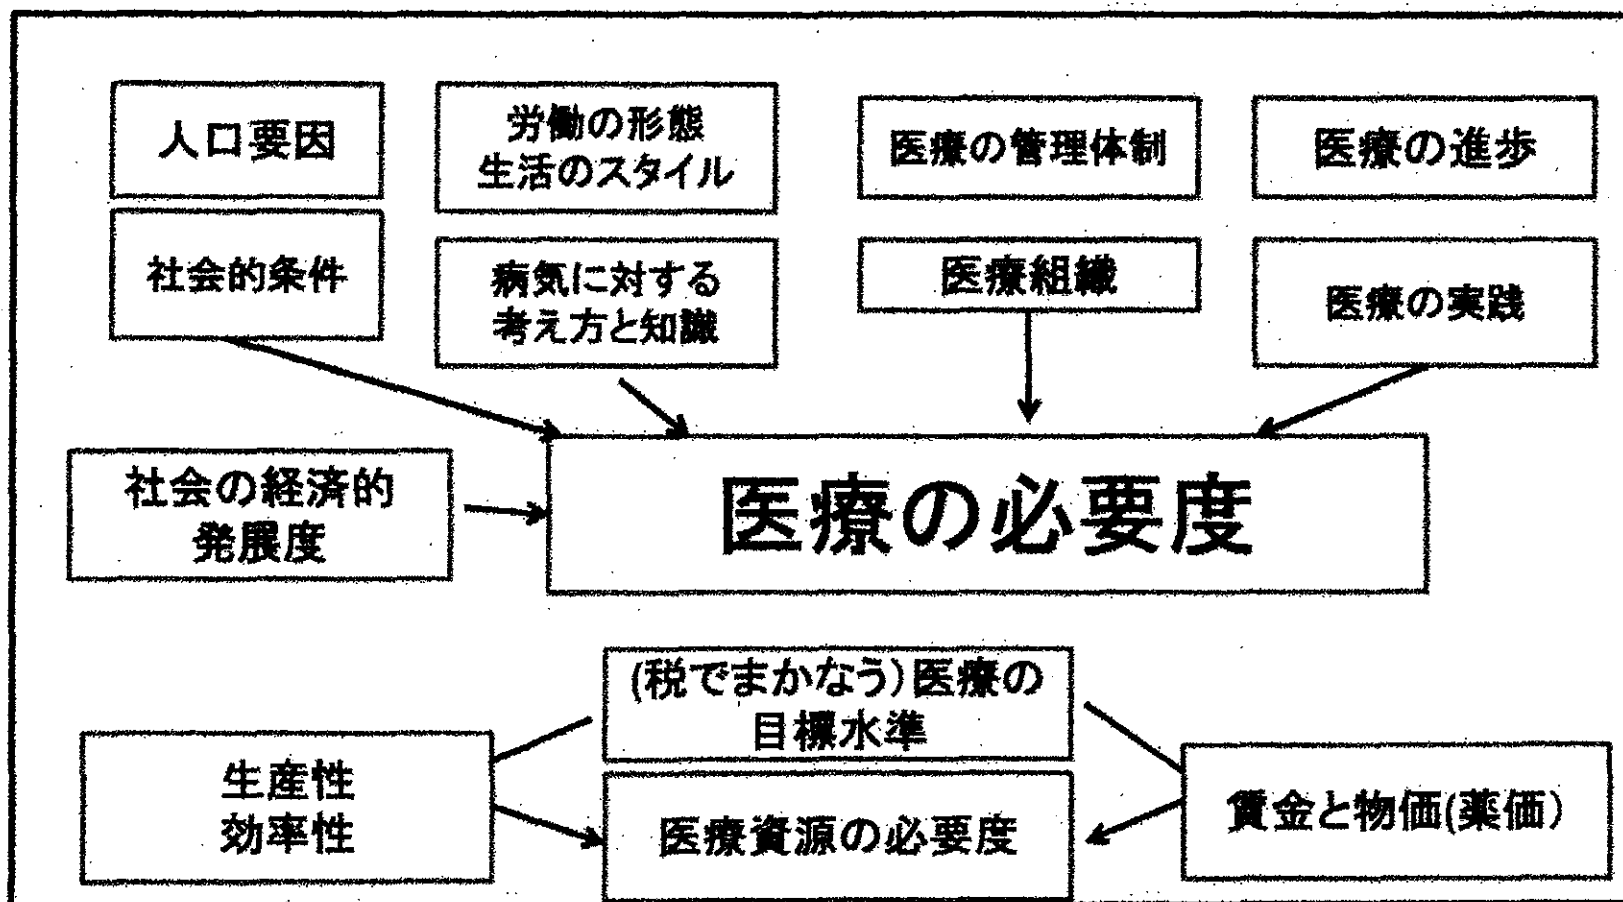 人口要因
労働の形態
生活のスタイル
医療の管理体制
医療の進歩
社会的条件
病気に対する
考え方と知識
医療組織
医療の実践
社会の経済的
発展度
医療の必要度
(税でまかなう)医療の
目標水準
生産性
効率性
医療資源の必要度
賃金と物価(薬価)